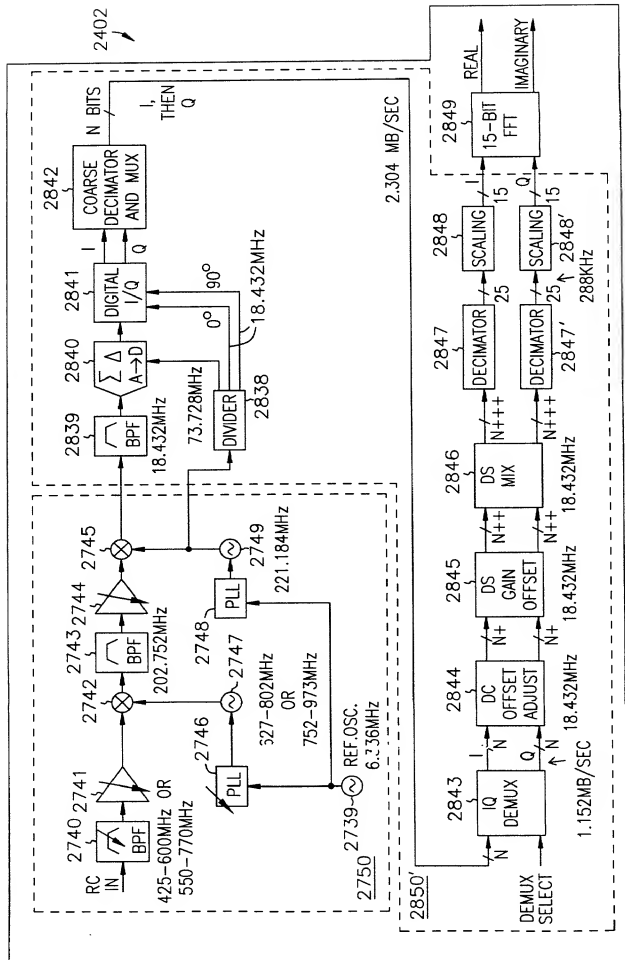 2402
RC
IN
2740
BPF
425-600MHz OR
550-770MHz
2741
2742
2743
BPF
202.752MHz
2744
2745
2746
PLL
2747
OR
752-973MHz
2748
PLL
2749
221.184MHz
2739
REF.OSC.
2750
2839
BPF
18.432MHz
2840
Σ Δ
A→D
2841
DIGITAL
I/Q
I
Q
2842
COARSE
DECIMATOR
AND MUX
N BITS
I,
THEN
Q
73.728MHz
0°
90°
18.432MHz
DIVIDER
2838
2.304 MB/SEC
2850'
DEMUX
SELECT
N
2843
IQ
DEMUX
I
N
Q
N
1.152MB/SEC
2844
DC
OFFSET
ADJUST
18.432MHz
N+
N+
2845
DS
GAIN
OFFSET
18.432MHz
N++
N++
2846
DS
MIX
18.432MHz
N+++
N+++
2847
DECIMATOR
DECIMATOR
2847'
25
25
2848
SCALING
SCALING
2848'
288KHz
I
15
Q
15
2849
15-BIT
FFT
REAL
IMAGINARY